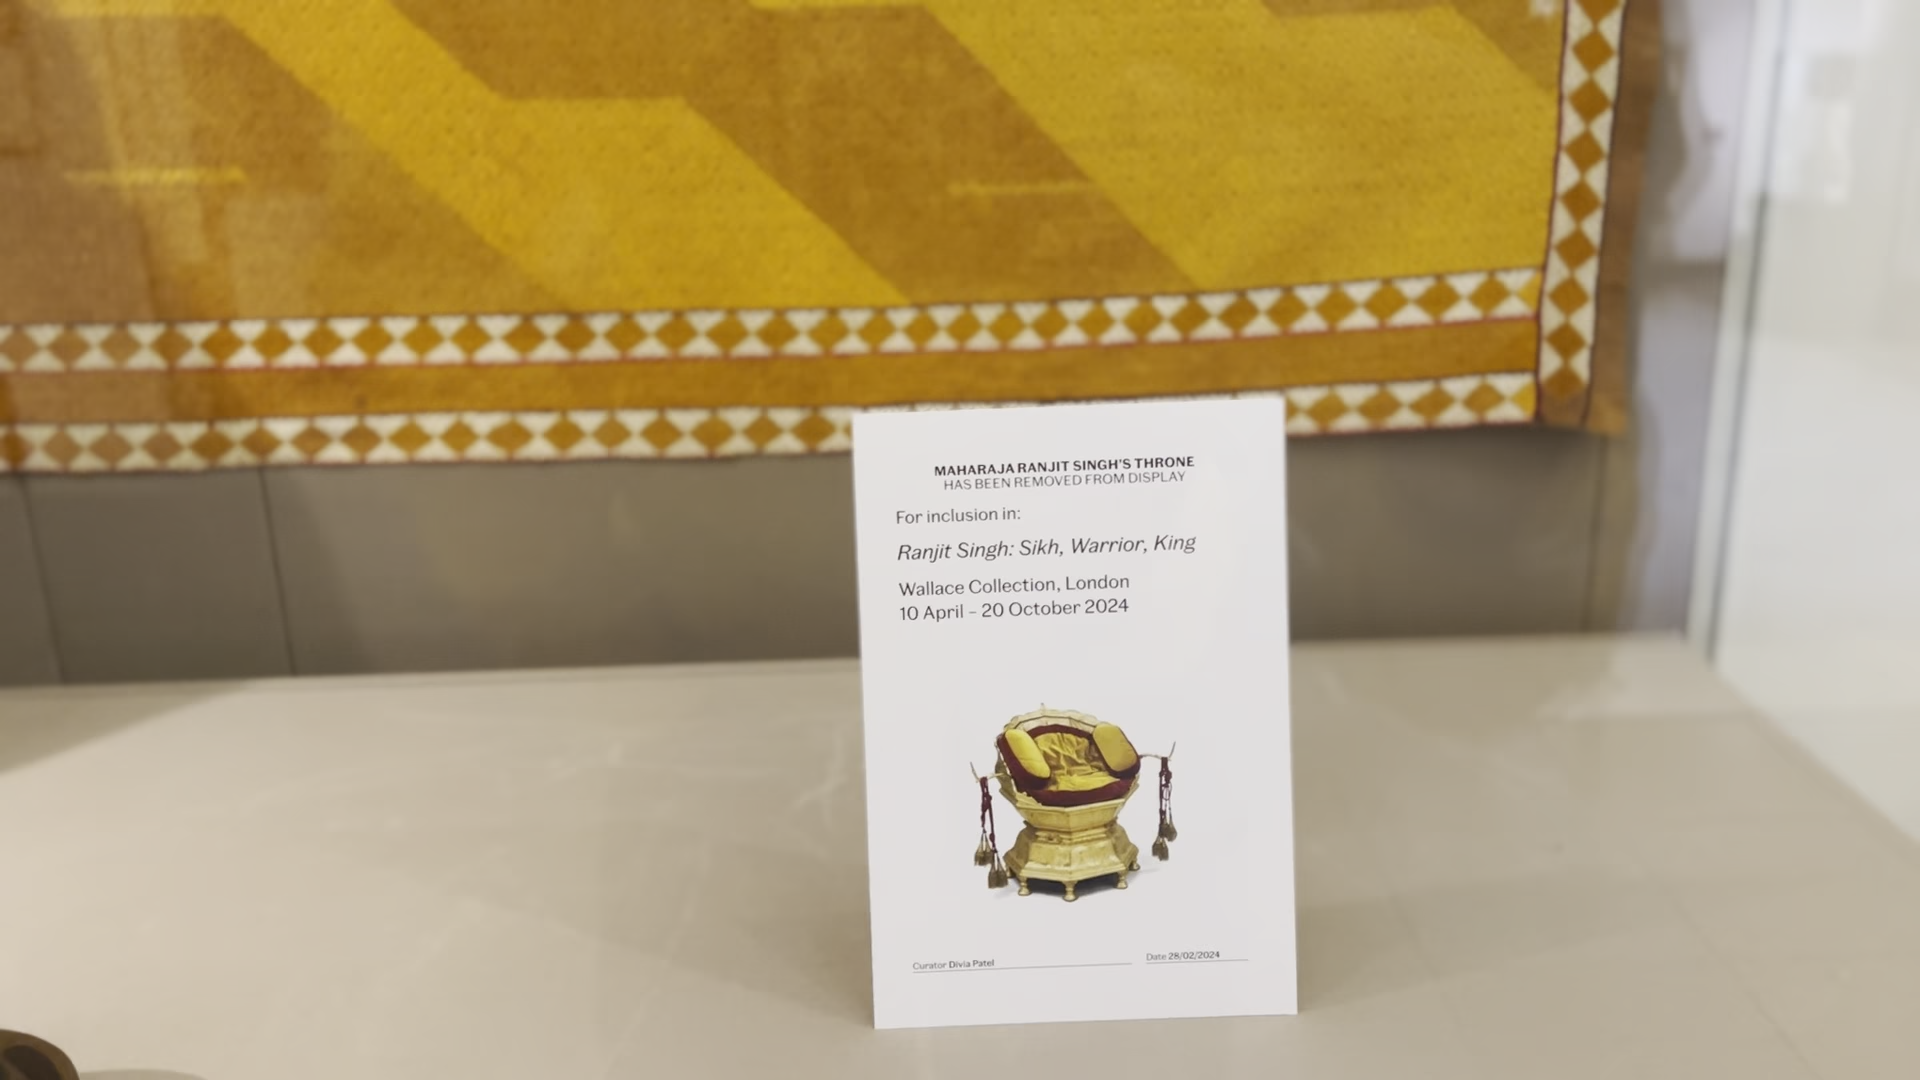 MAHARAJA RANJIT SINGH'S THRONE
HAS BEEN REMOVED FROM DISPLAY
For inclusion in:
Ranjit Singh: Sikh, Warrior, King
Wallace Collection, London
10 April – 20 October 2024
Curator Divia Patel
Date 28/02/2024